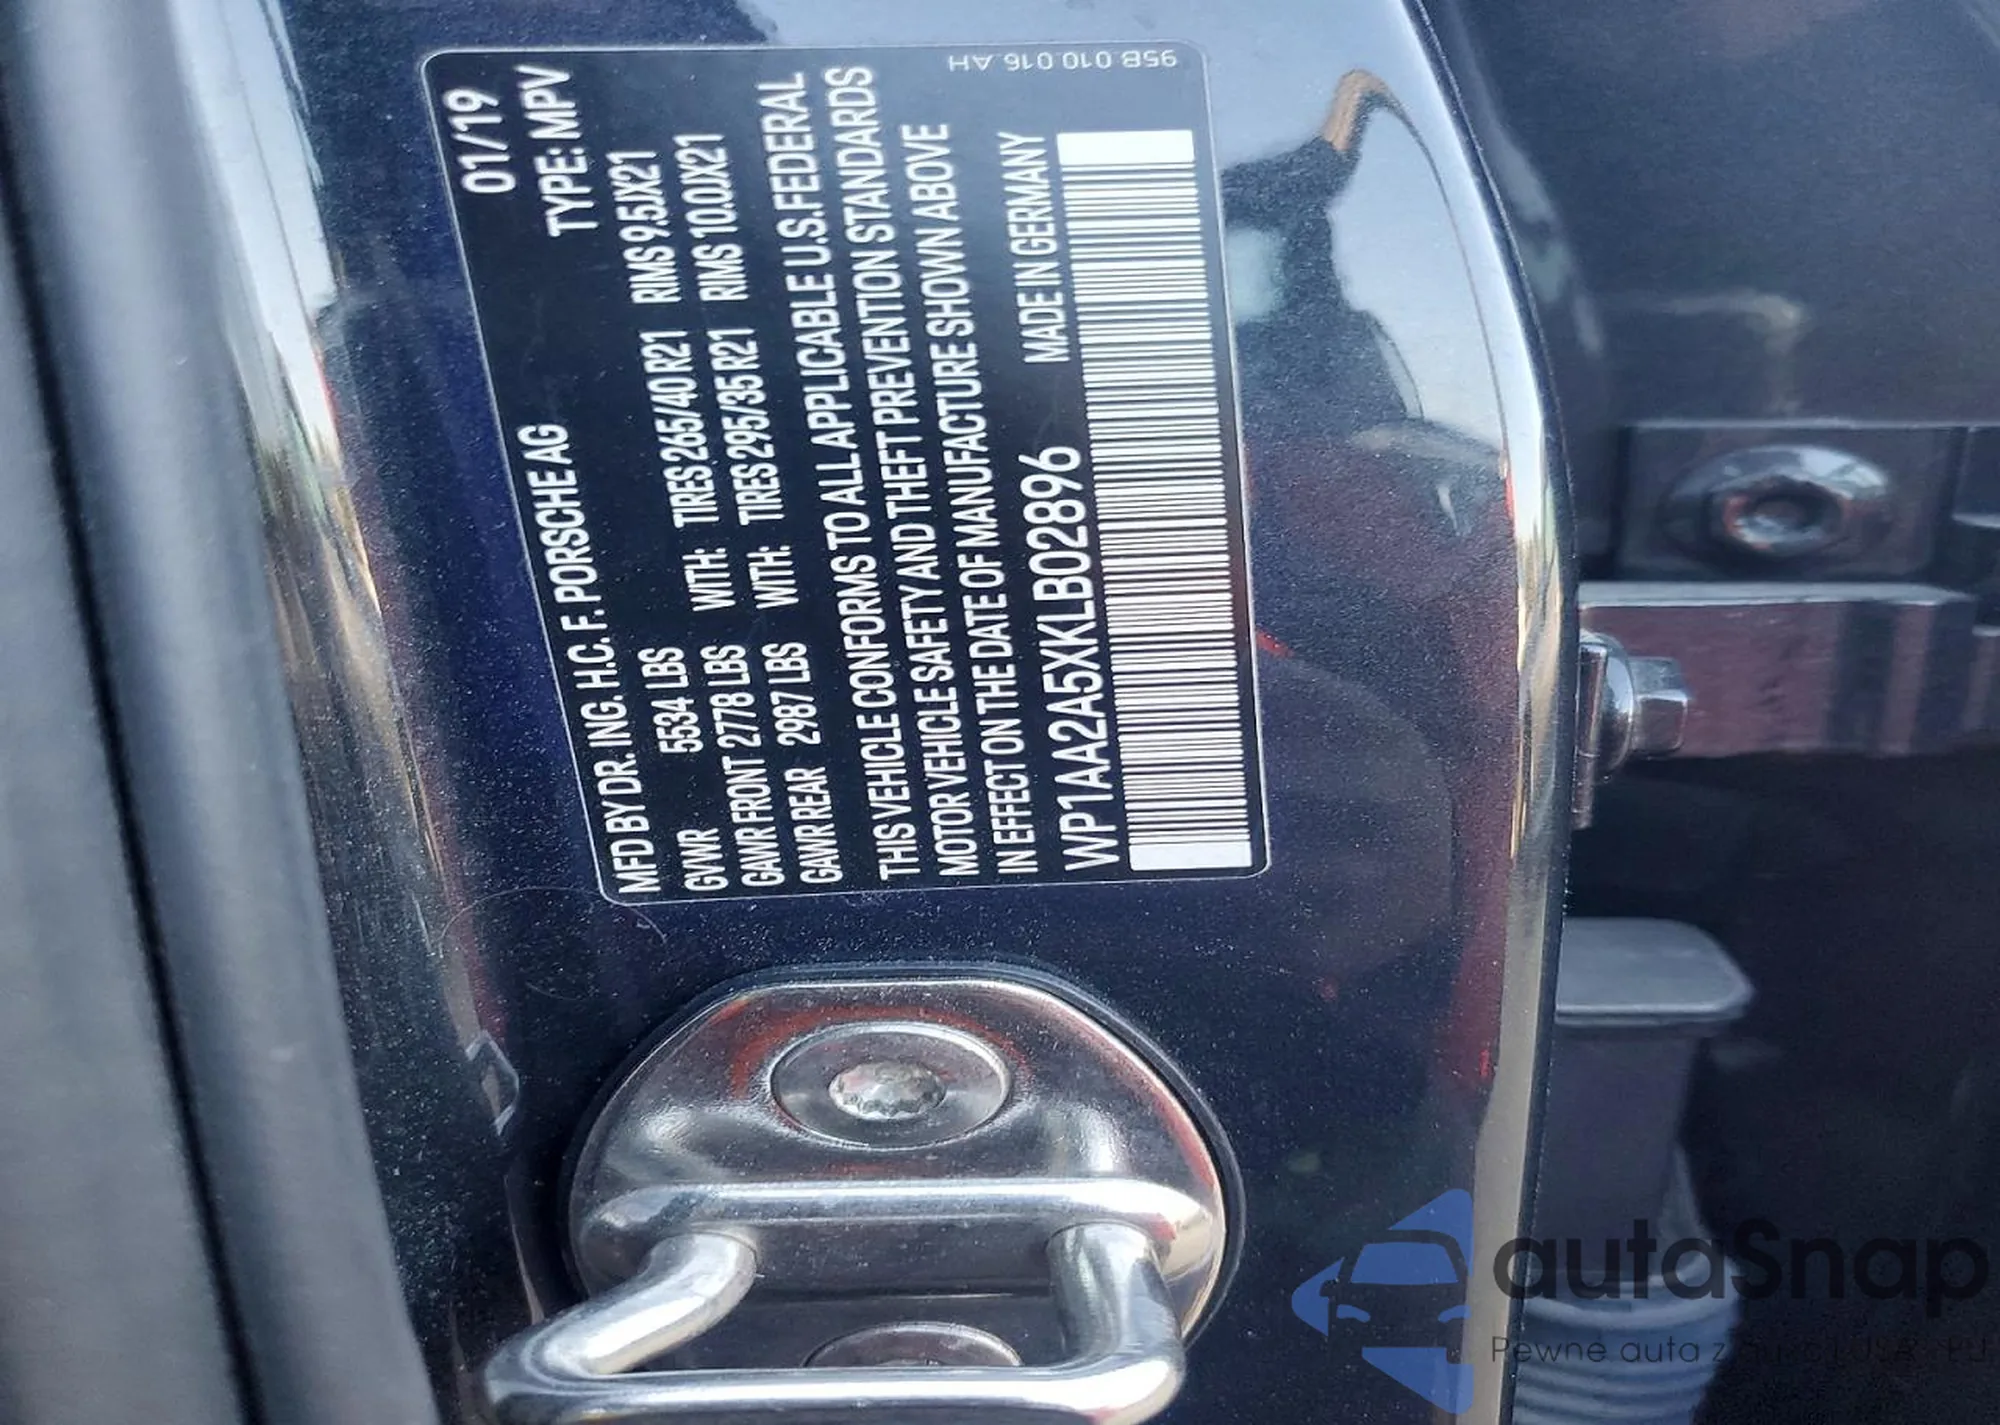 95B.010.016.AH
01/19
TYPE: MPV
MFD BY DR. ING. H.C. F. PORSCHE AG
GVWR 5534 LBS WITH: TIRES 265/40 R21 RIMS 9.5JX21
GAWR FRONT 2778 LBS WITH: TIRES 295/35 R21 RIMS 10.0JX21
GAWR REAR 2987 LBS
THIS VEHICLE CONFORMS TO ALL APPLICABLE U.S. FEDERAL
MOTOR VEHICLE SAFETY AND THEFT PREVENTION STANDARDS
IN EFFECT ON THE DATE OF MANUFACTURE SHOWN ABOVE
MADE IN GERMANY
WP1AA2A5XKLB02896
autaSnap
Pewne auta z